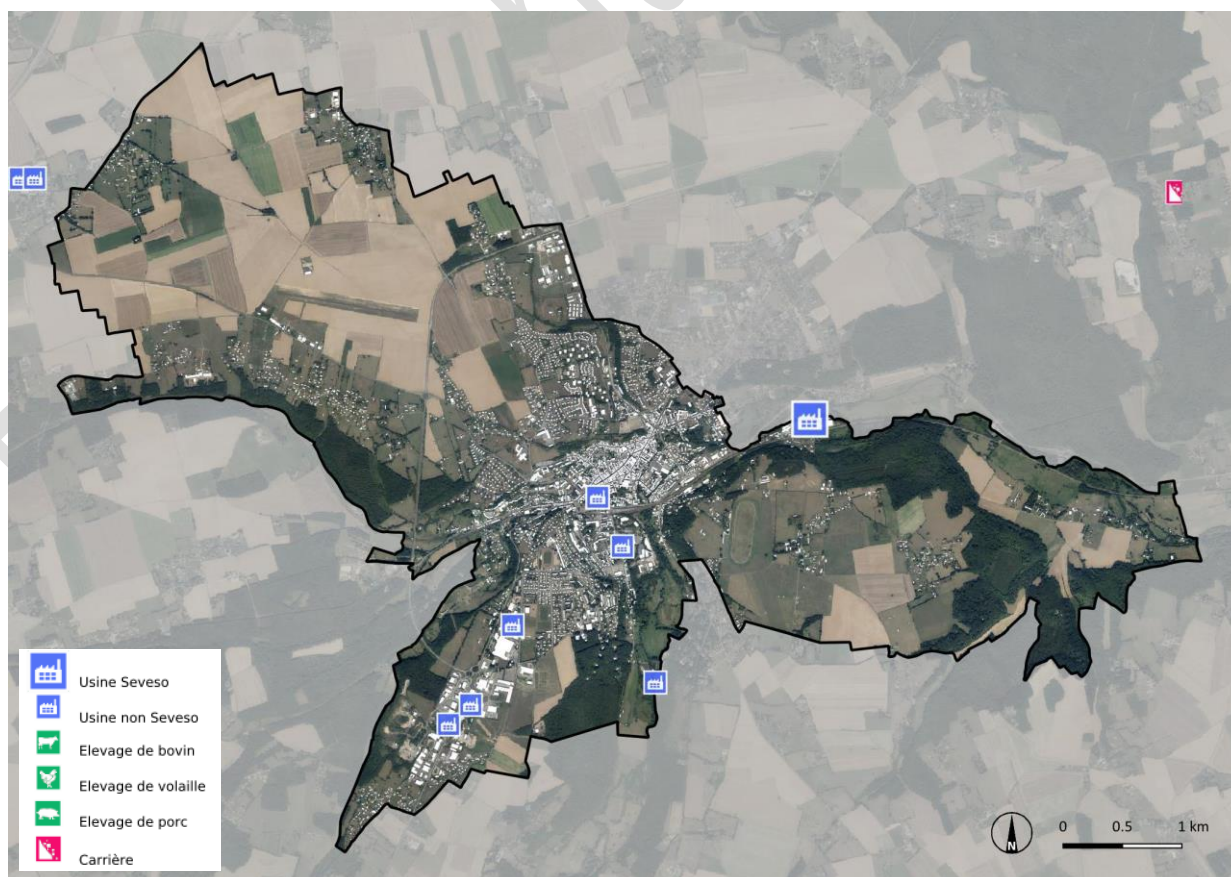 Usine Seveso
Usine non Seveso
Elevage de bovin
Elevage de volaille
Elevage de porc
Carrière
N
0 0.5 1 km